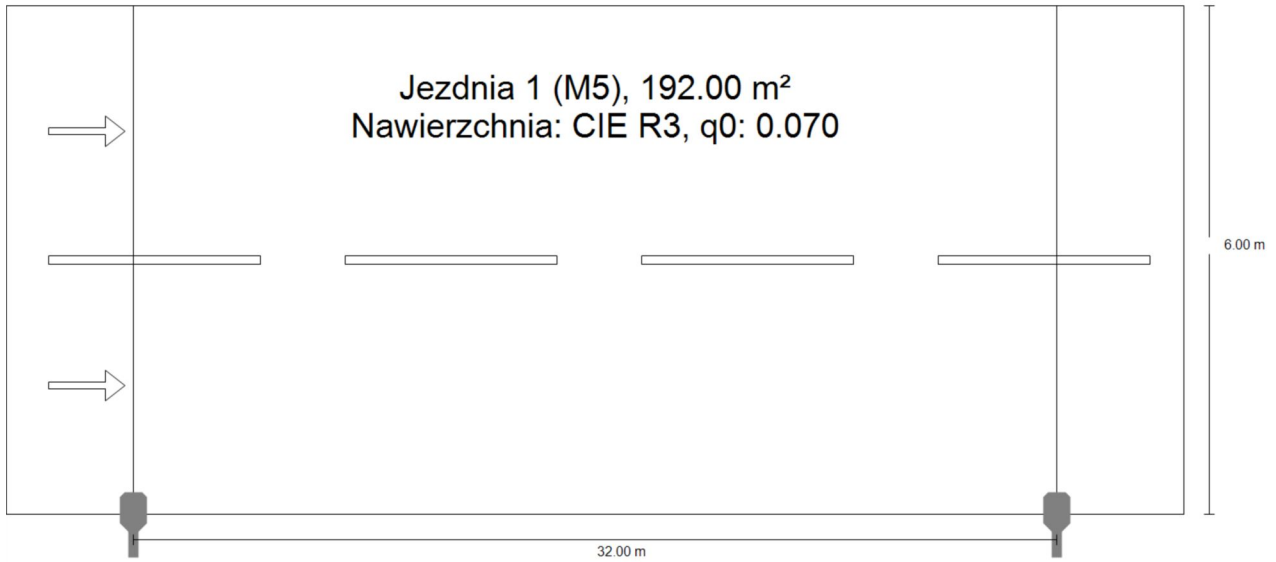 Jezdnia 1 (M5), 192.00 m²
Nawierzchnia: CIE R3, q0: 0.070
6.00 m
32.00 m